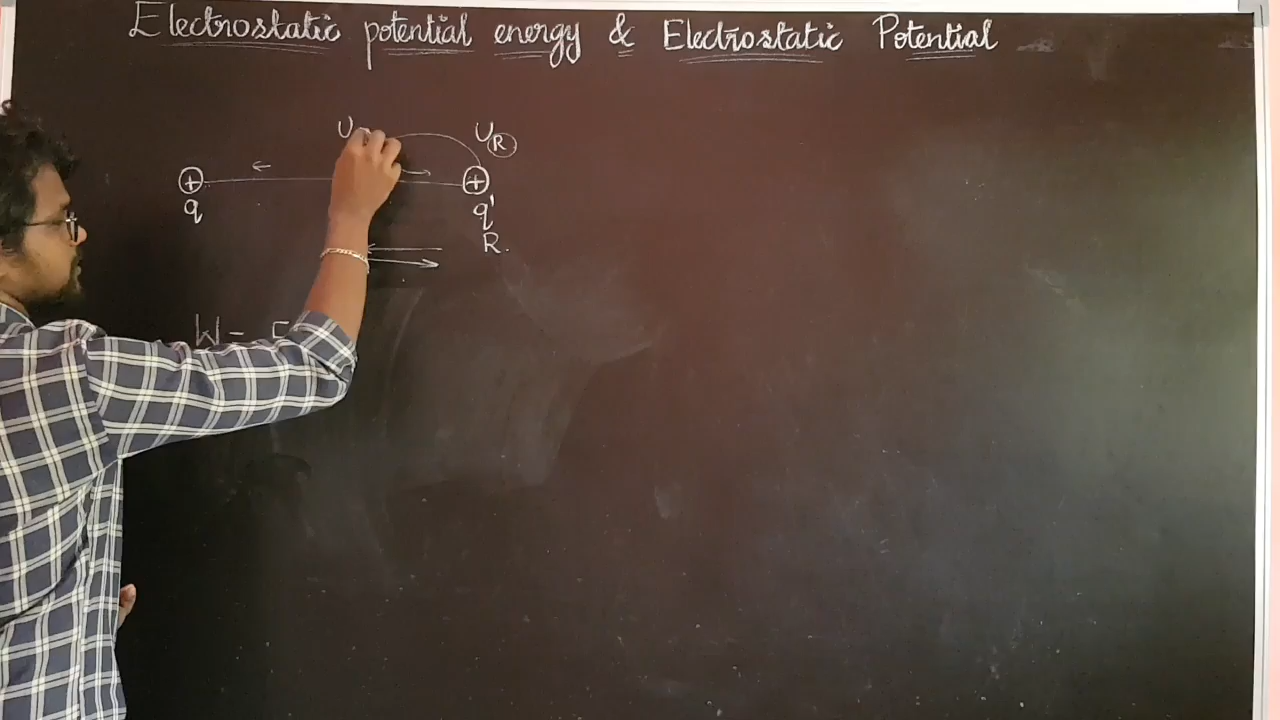 Electrostatic potential energy & Electrostatic Potential
U
U R
+
+
q
q'
R.
W =